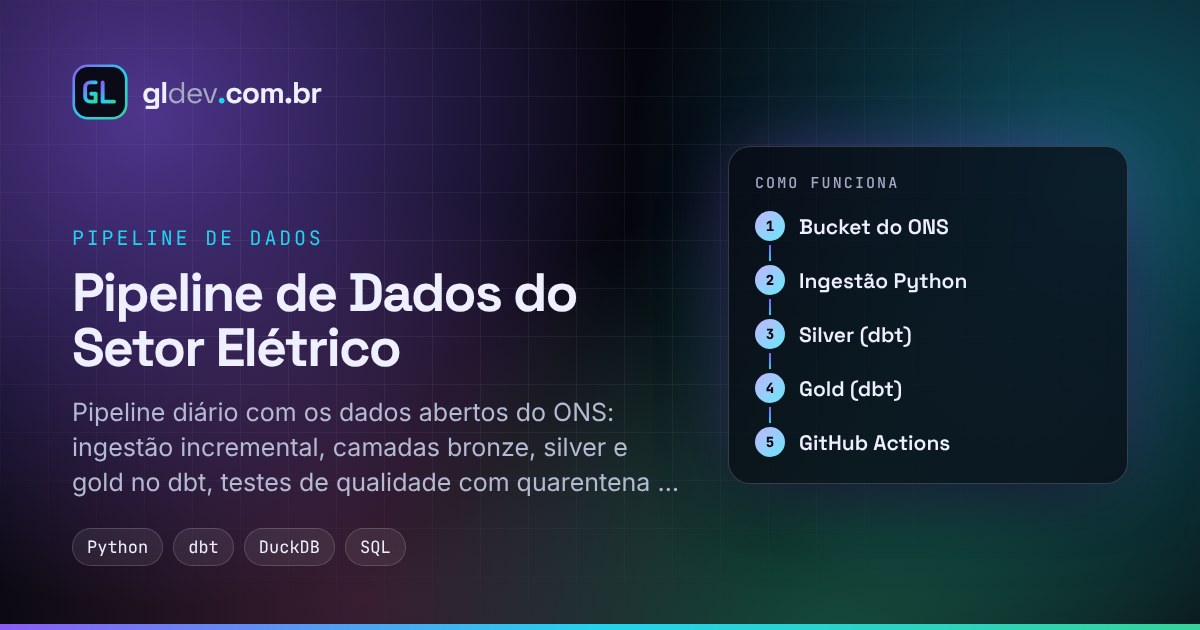 GL
gldev.com.br
PIPELINE DE DADOS
Pipeline de Dados do
Setor Elétrico
Pipeline diário com os dados abertos do ONS:
ingestão incremental, camadas bronze, silver e
gold no dbt, testes de qualidade com quarentena ...
Python dbt DuckDB SQL
COMO FUNCIONA
1 Bucket do ONS
2 Ingestão Python
3 Silver (dbt)
4 Gold (dbt)
5 GitHub Actions